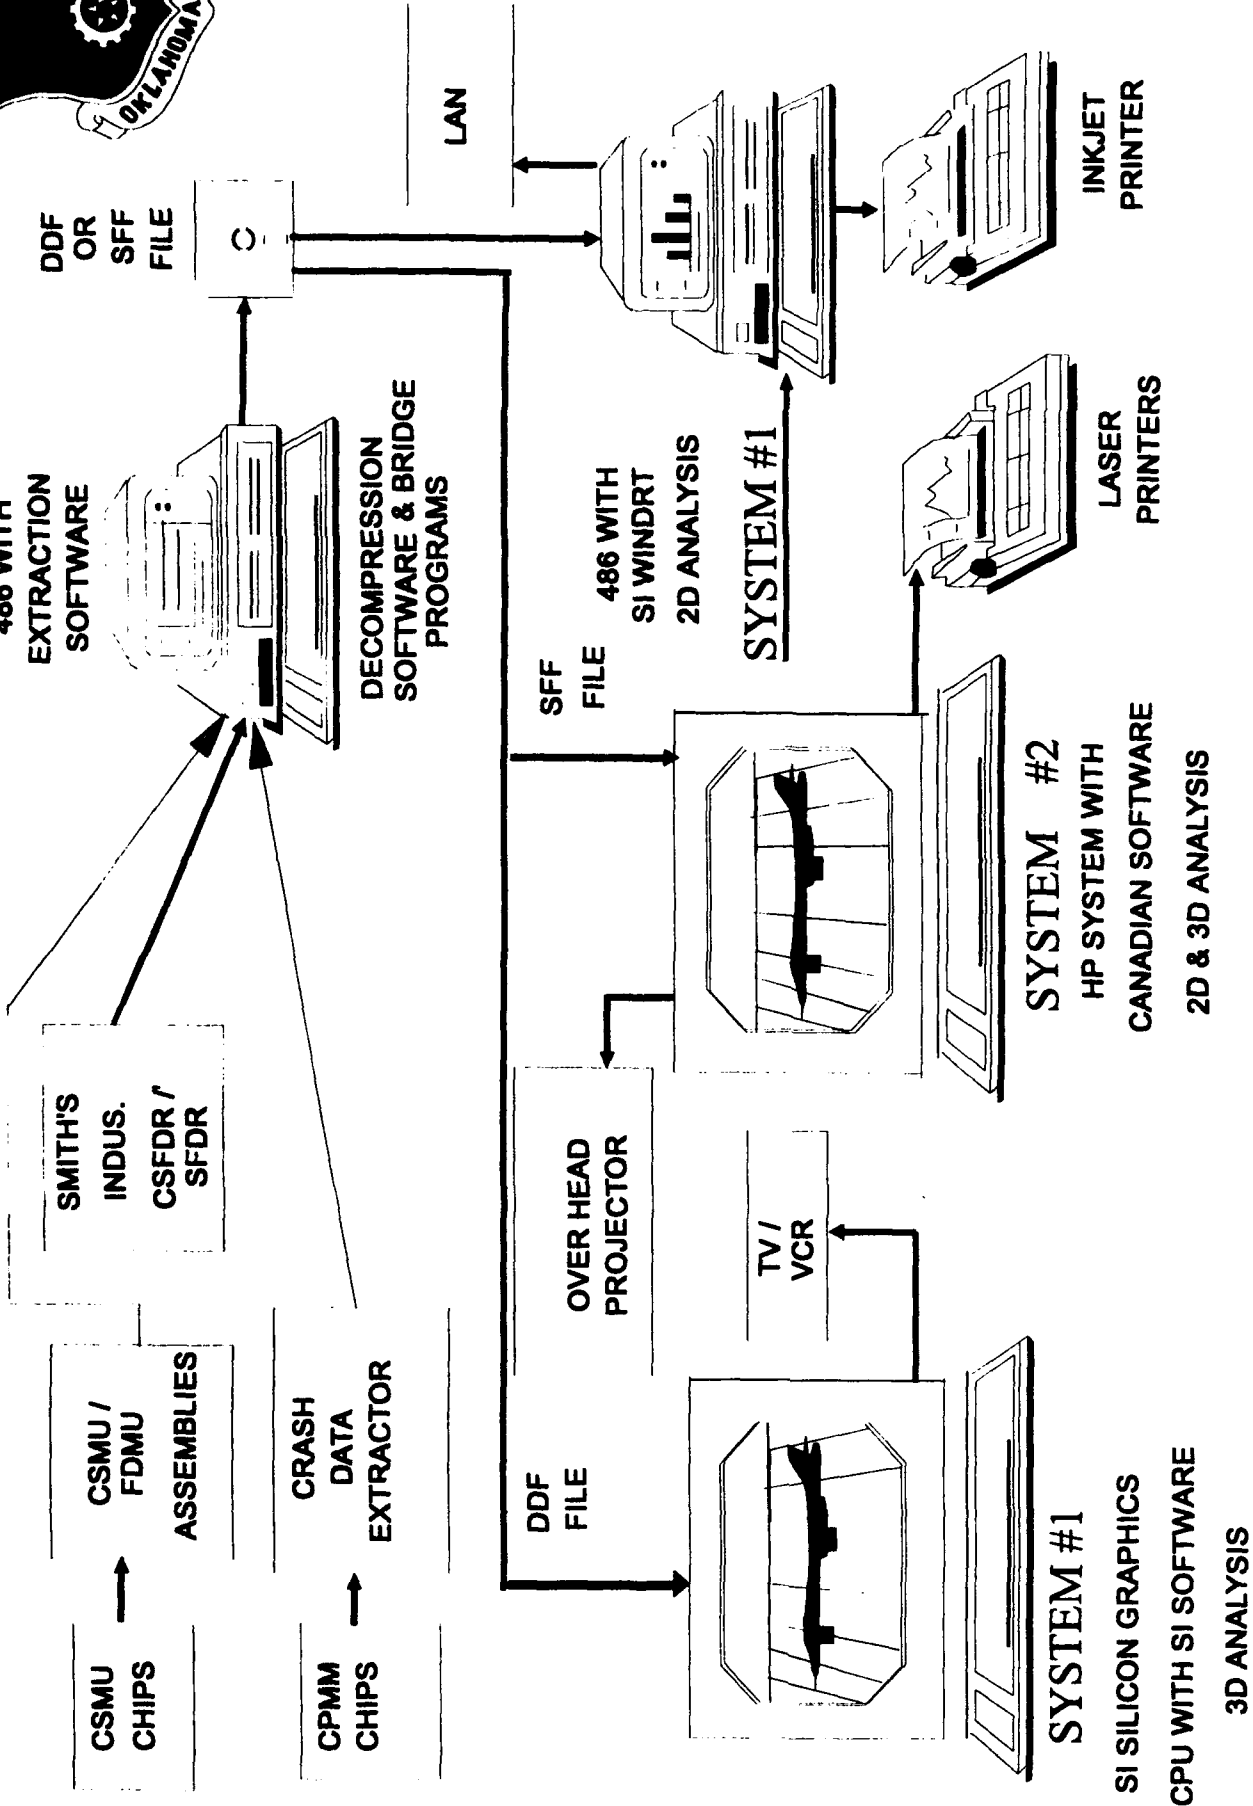 OKLAHOMA
CSMU
CHIPS
CSMU /
FDMU
ASSEMBLIES
SMITH'S
INDUS.
CSFDR /
SFDR
486 WITH
EXTRACTION
SOFTWARE
DDF
OR
SFF
FILE
CPMM
CHIPS
CRASH
DATA
EXTRACTOR
DECOMPRESSION
SOFTWARE & BRIDGE
PROGRAMS
LAN
DDF
FILE
OVER HEAD
PROJECTOR
SFF
FILE
486 WITH
SI WINDRT
2D ANALYSIS
SYSTEM #1
TV /
VCR
SYSTEM #1
SI SILICON GRAPHICS
CPU WITH SI SOFTWARE
3D ANALYSIS
SYSTEM #2
HP SYSTEM WITH
CANADIAN SOFTWARE
2D & 3D ANALYSIS
LASER
PRINTERS
INKJET
PRINTER